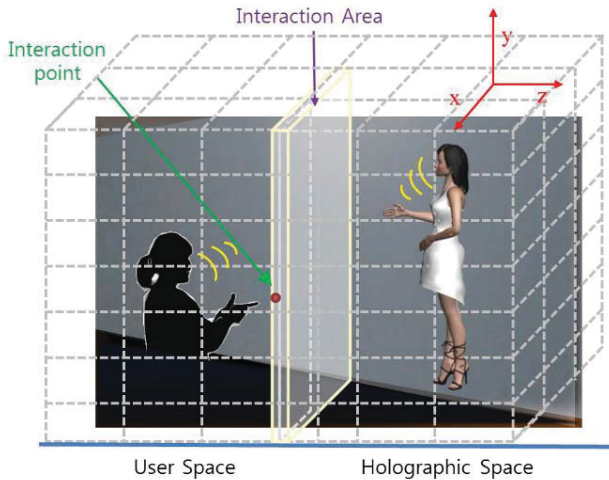 Interaction Area
Interaction
point
y
x
z
User Space
Holographic Space